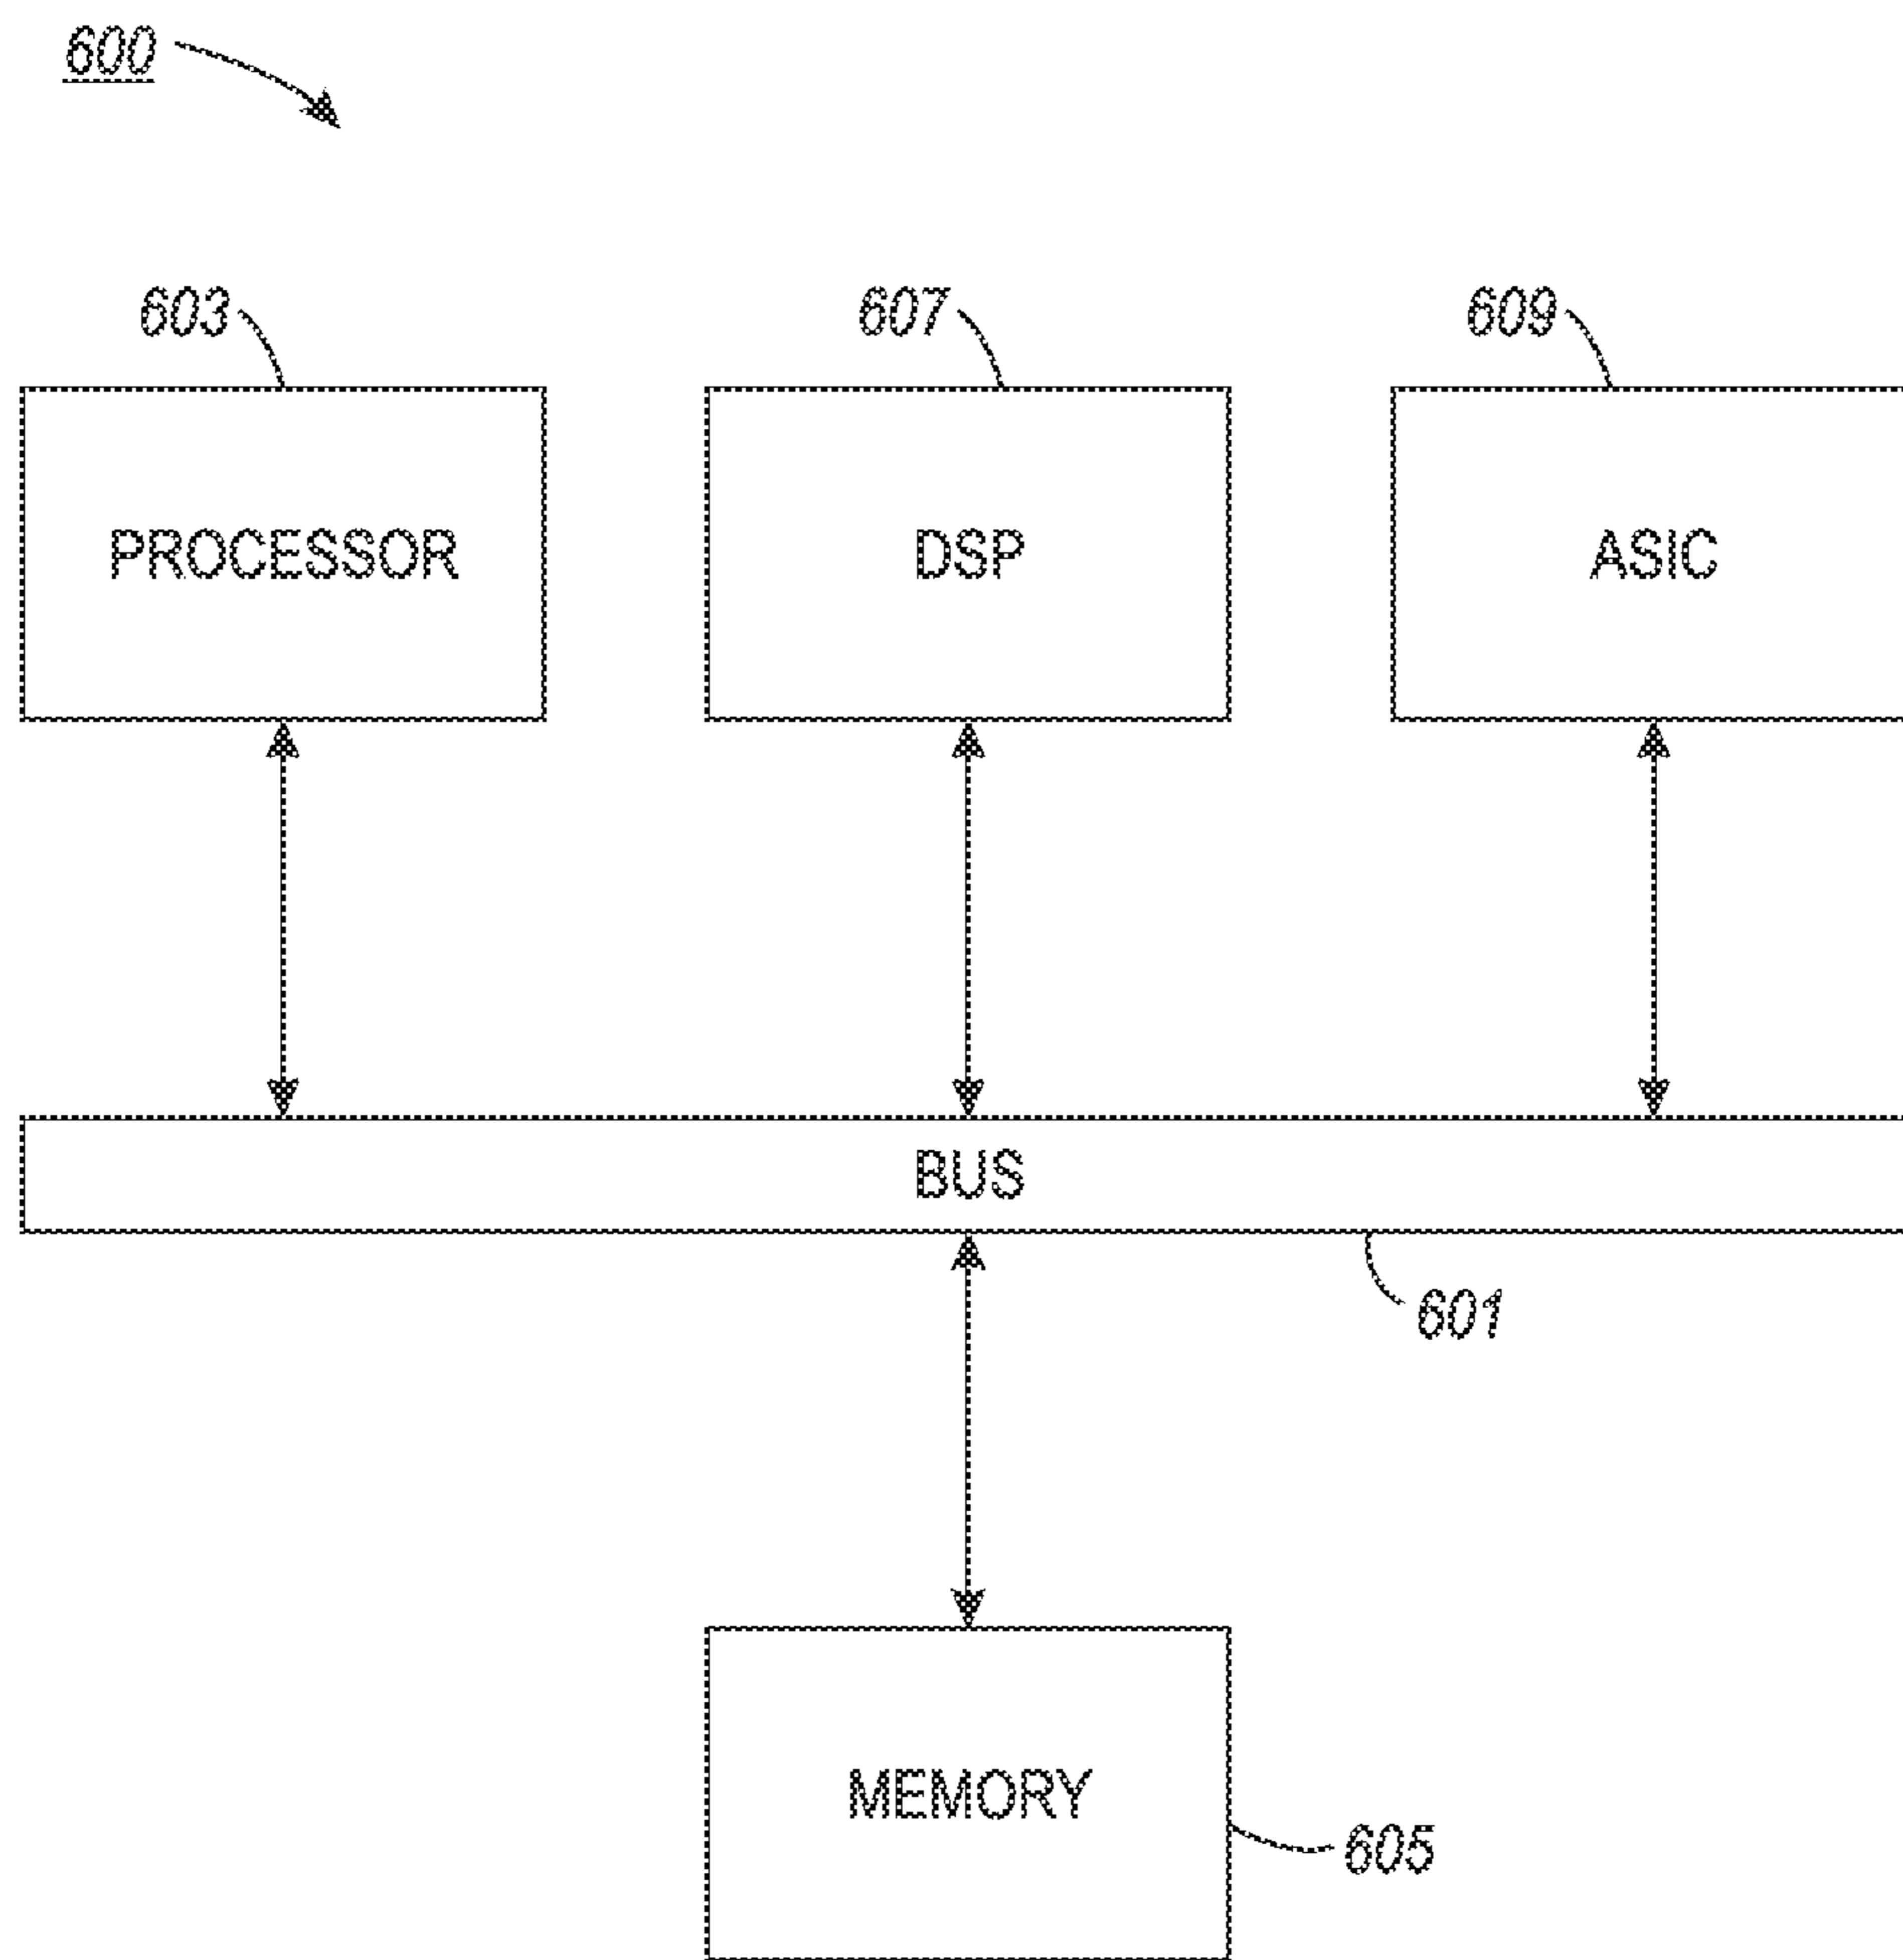 600
603
607
609
PROCESSOR
DSP
ASIC
BUS
601
MEMORY
605